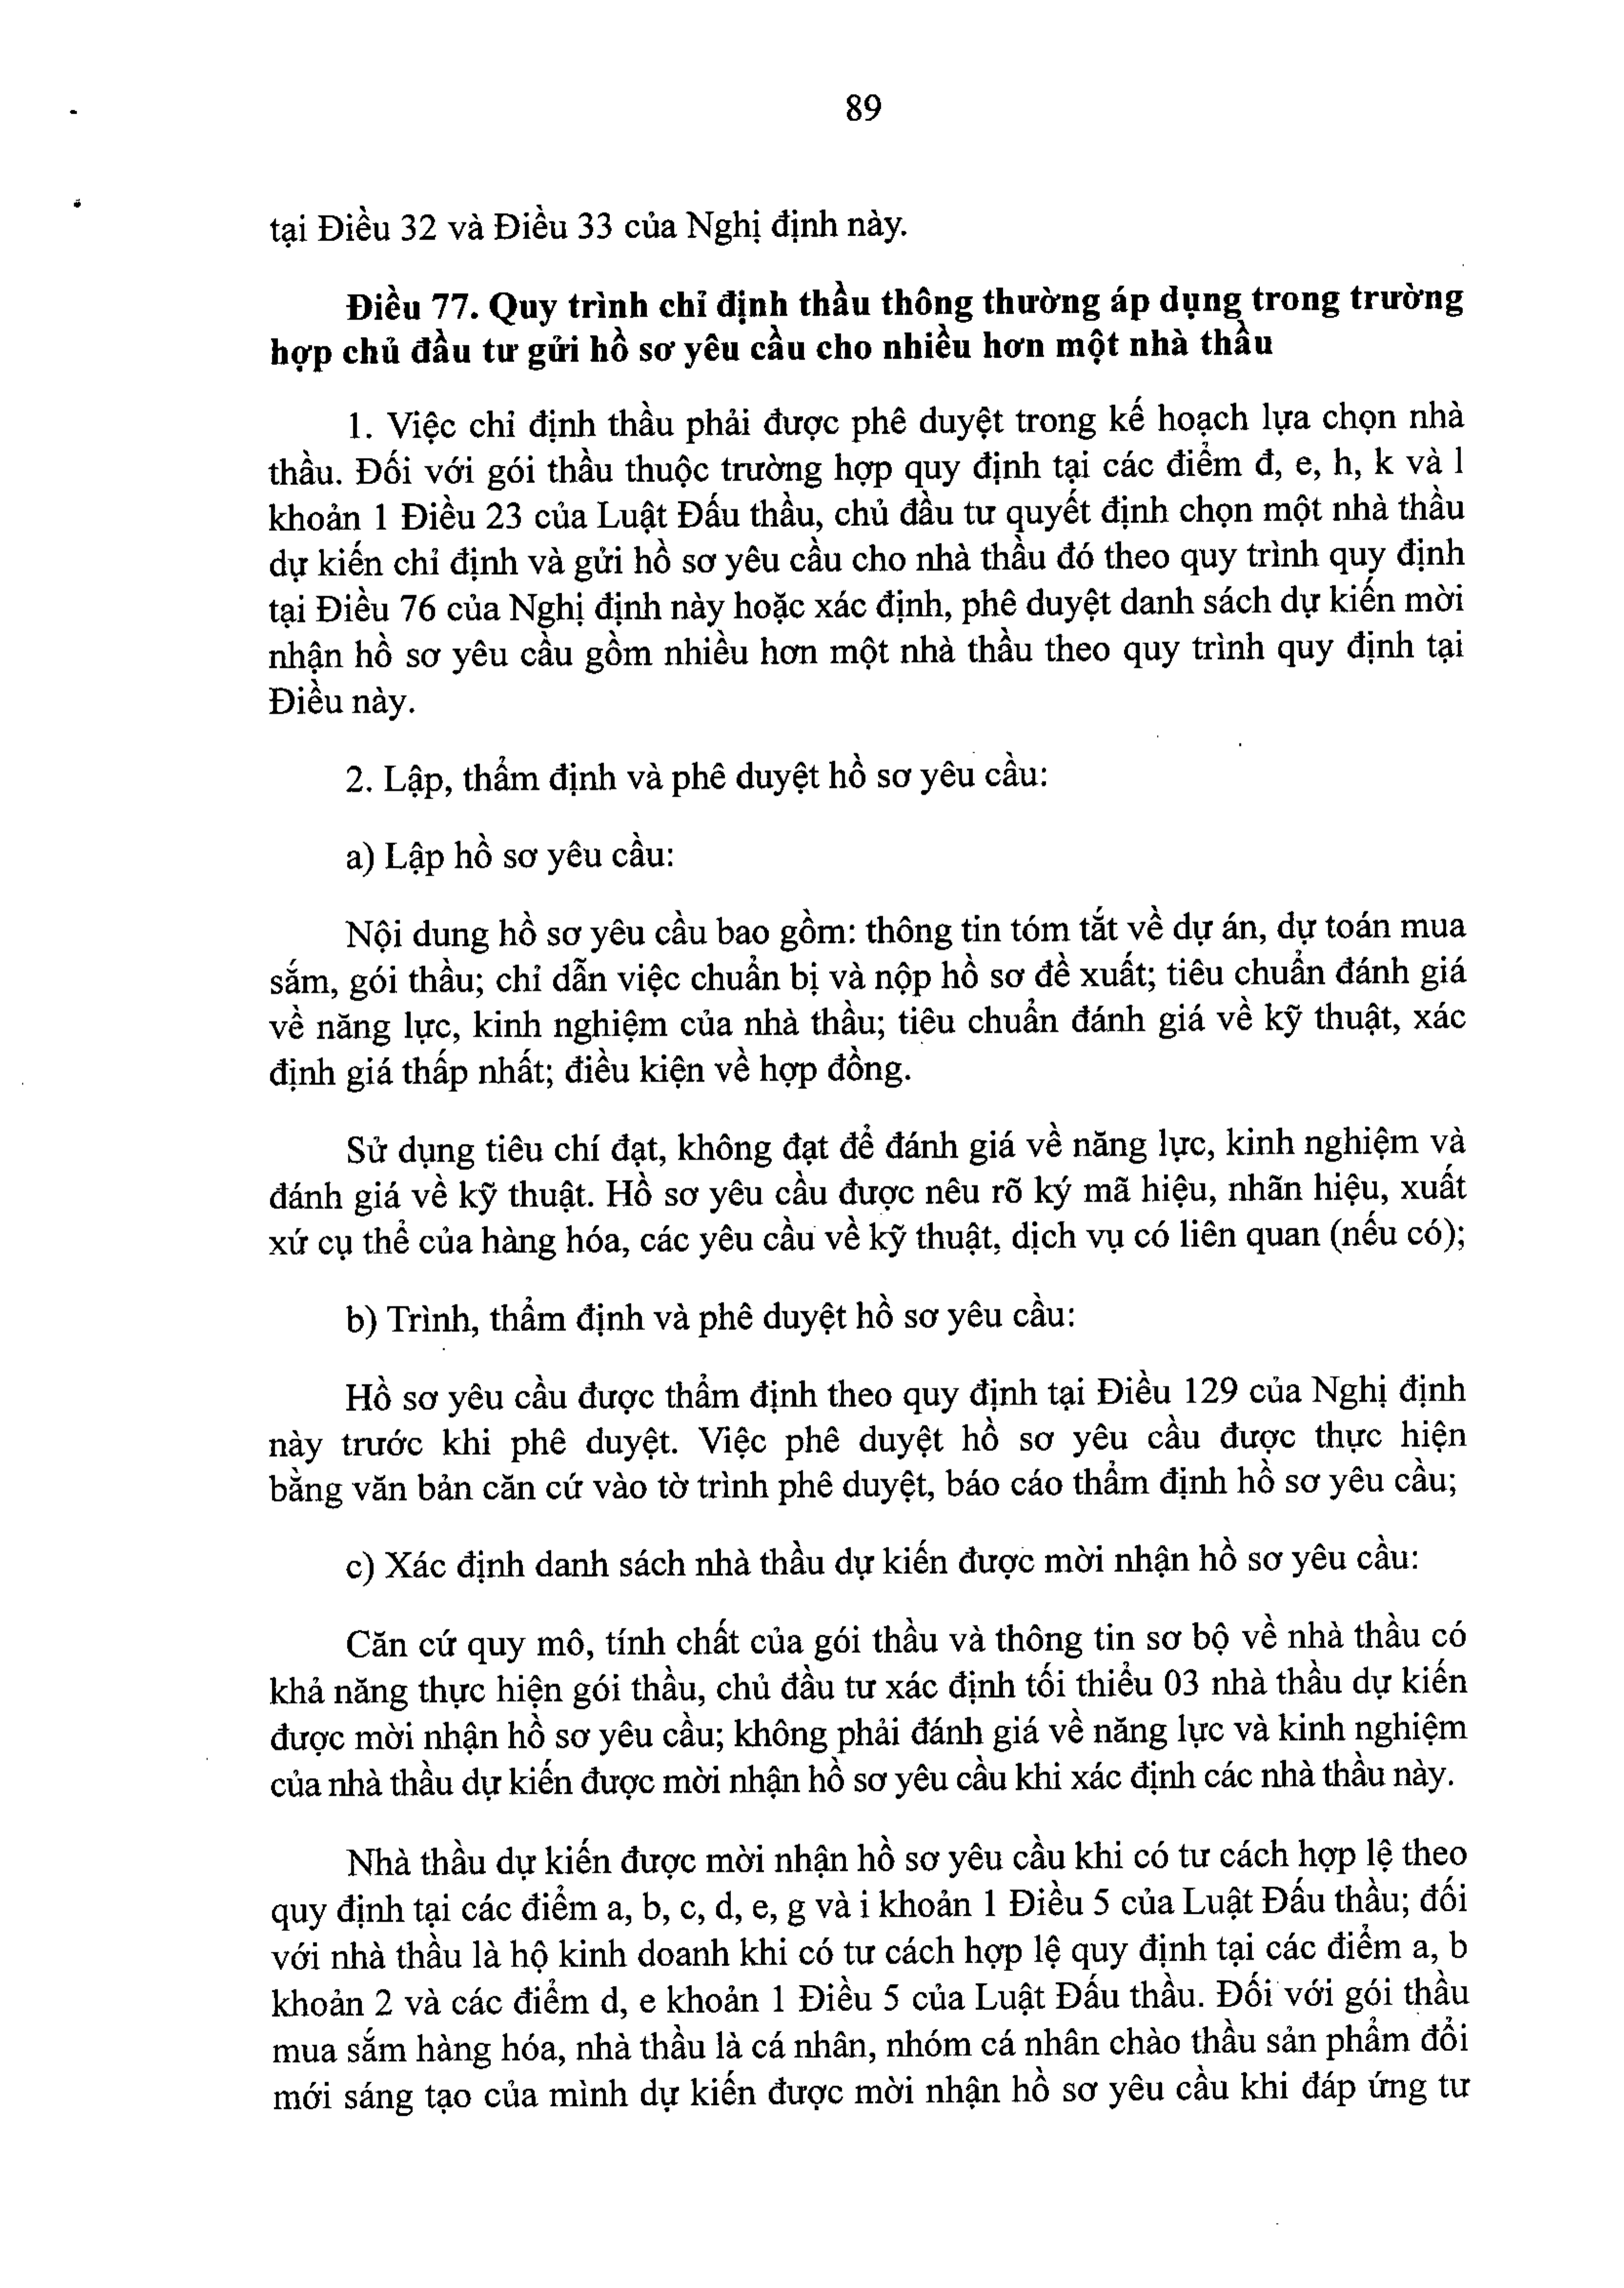 89
tại Điều 32 và Điều 33 của Nghị định này.
Điều 77. Quy trình chỉ định thầu thông thường áp dụng trong trường
hợp chủ đầu tư gửi hồ sơ yêu cầu cho nhiều hơn một nhà thầu
1. Việc chỉ định thầu phải được phê duyệt trong kế hoạch lựa chọn nhà
thầu. Đối với gói thầu thuộc trường hợp quy định tại các điểm đ, e, h, k và l
khoản 1 Điều 23 của Luật Đấu thầu, chủ đầu tư quyết định chọn một nhà thầu
dự kiến chỉ định và gửi hồ sơ yêu cầu cho nhà thầu đó theo quy trình quy định
tại Điều 76 của Nghị định này hoặc xác định, phê duyệt danh sách dự kiến mời
nhận hồ sơ yêu cầu gồm nhiều hơn một nhà thầu theo quy trình quy định tại
Điều này.
2. Lập, thẩm định và phê duyệt hồ sơ yêu cầu:
a) Lập hồ sơ yêu cầu:
Nội dung hồ sơ yêu cầu bao gồm: thông tin tóm tắt về dự án, dự toán mua
sắm, gói thầu; chỉ dẫn việc chuẩn bị và nộp hồ sơ đề xuất; tiêu chuẩn đánh giá
về năng lực, kinh nghiệm của nhà thầu; tiêu chuẩn đánh giá về kỹ thuật, xác
định giá thấp nhất; điều kiện về hợp đồng.
Sử dụng tiêu chí đạt, không đạt để đánh giá về năng lực, kinh nghiệm và
đánh giá về kỹ thuật. Hồ sơ yêu cầu được nêu rõ ký mã hiệu, nhãn hiệu, xuất
xứ cụ thể của hàng hóa, các yêu cầu về kỹ thuật, dịch vụ có liên quan (nếu có);
b) Trình, thẩm định và phê duyệt hồ sơ yêu cầu:
Hồ sơ yêu cầu được thẩm định theo quy định tại Điều 129 của Nghị định
này trước khi phê duyệt. Việc phê duyệt hồ sơ yêu cầu được thực hiện
bằng văn bản căn cứ vào tờ trình phê duyệt, báo cáo thẩm định hồ sơ yêu cầu;
c) Xác định danh sách nhà thầu dự kiến được mời nhận hồ sơ yêu cầu:
Căn cứ quy mô, tính chất của gói thầu và thông tin sơ bộ về nhà thầu có
khả năng thực hiện gói thầu, chủ đầu tư xác định tối thiểu 03 nhà thầu dự kiến
được mời nhận hồ sơ yêu cầu; không phải đánh giá về năng lực và kinh nghiệm
của nhà thầu dự kiến được mời nhận hồ sơ yêu cầu khi xác định các nhà thầu này.
Nhà thầu dự kiến được mời nhận hồ sơ yêu cầu khi có tư cách hợp lệ theo
quy định tại các điểm a, b, c, d, e, g và i khoản 1 Điều 5 của Luật Đấu thầu; đối
với nhà thầu là hộ kinh doanh khi có tư cách hợp lệ quy định tại các điểm a, b
khoản 2 và các điểm d, e khoản 1 Điều 5 của Luật Đấu thầu. Đối với gói thầu
mua sắm hàng hóa, nhà thầu là cá nhân, nhóm cá nhân chào thầu sản phẩm đổi
mới sáng tạo của mình dự kiến được mời nhận hồ sơ yêu cầu khi đáp ứng tư